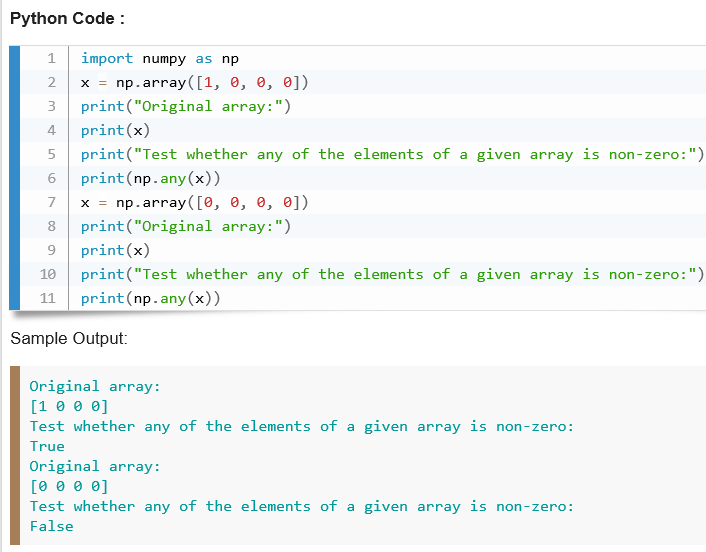 Python Code :
1 import numpy as np
2 x = np.array([1, 0, 0, 0])
3 print("Original array:")
4 print(x)
5 print("Test whether any of the elements of a given array is non-zero:")
6 print(np.any(x))
7 x = np.array([0, 0, 0, 0])
8 print("Original array:")
9 print(x)
10 print("Test whether any of the elements of a given array is non-zero:")
11 print(np.any(x))
Sample Output:
Original array:
[1 0 0 0]
Test whether any of the elements of a given array is non-zero:
True
Original array:
[0 0 0 0]
Test whether any of the elements of a given array is non-zero:
False